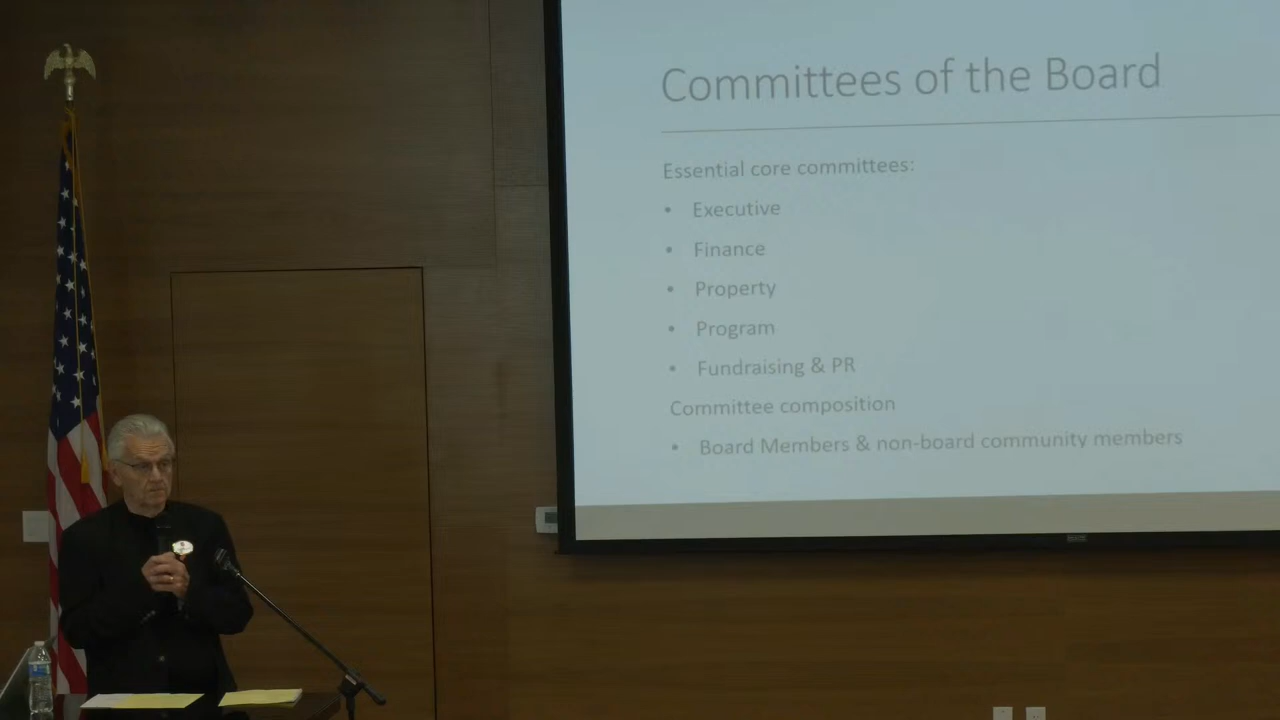 Committees of the Board
Essential core committees:
• Executive
• Finance
• Property
• Program
• Fundraising & PR
Committee composition
• Board Members & non-board community members